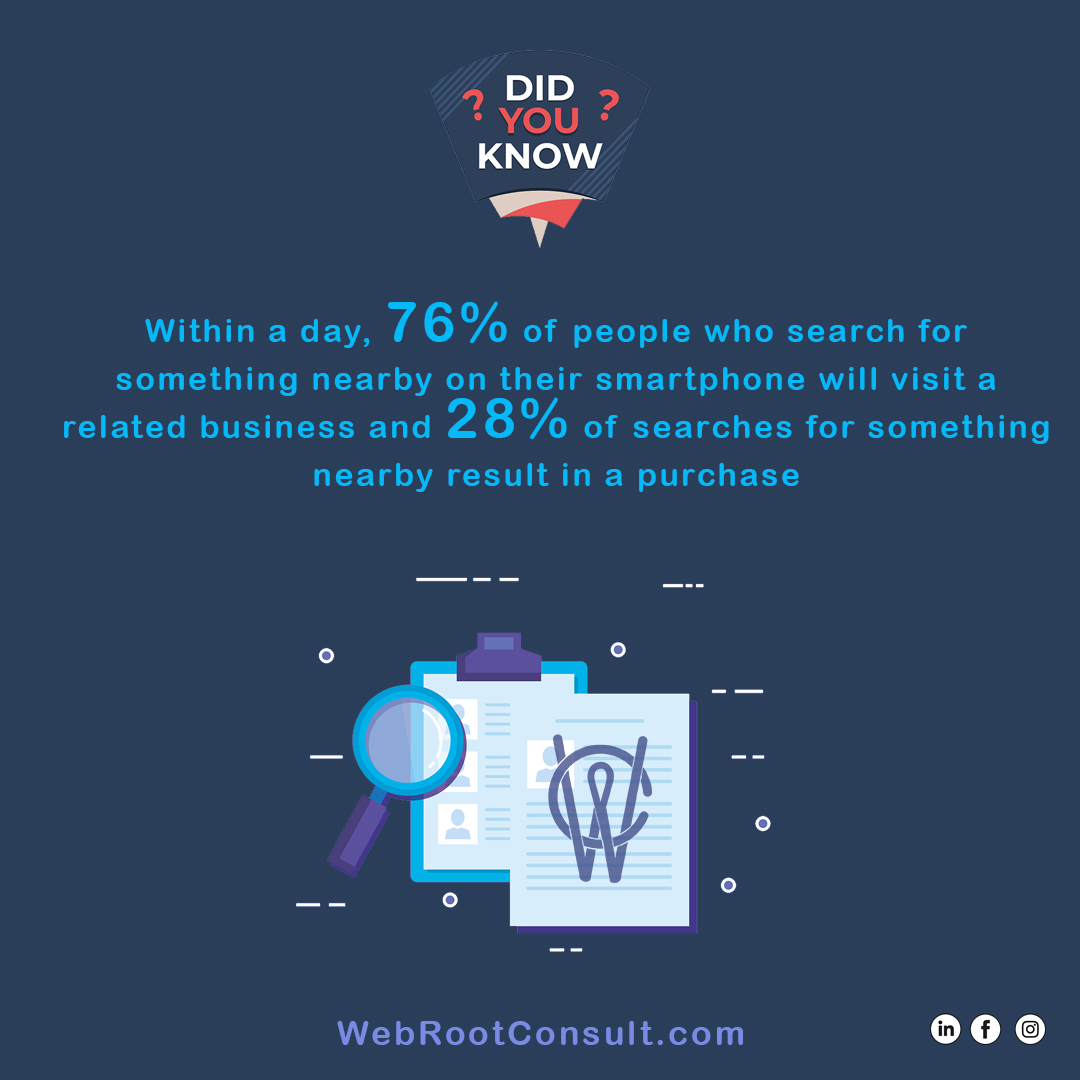 ? DID ?
YOU
KNOW
Within a day, 76% of people who search for
something nearby on their smartphone will visit a
related business and 28% of searches for something
nearby result in a purchase
WC
WebRootConsult.com
in f